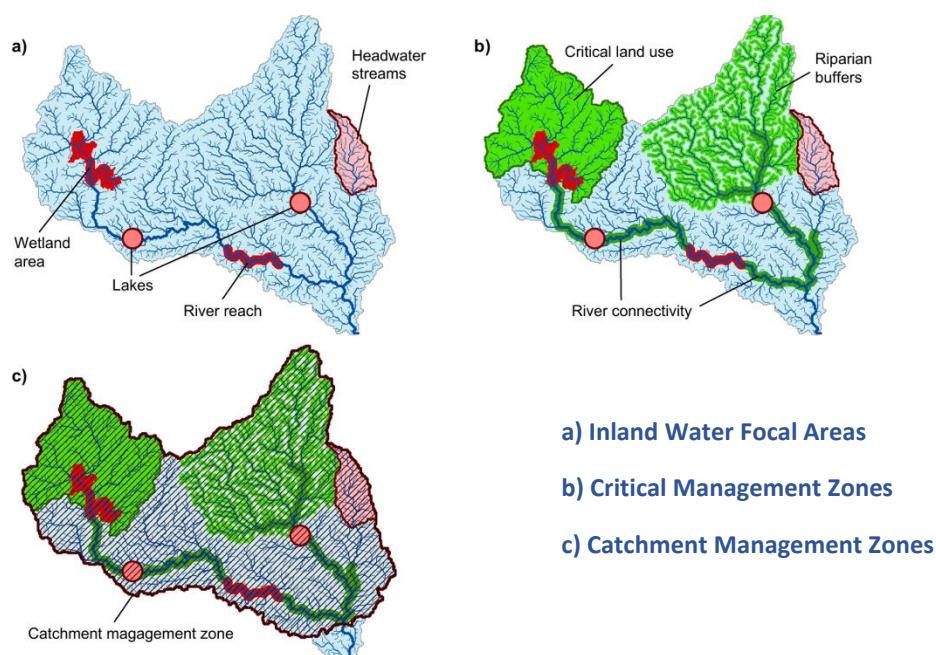 a)
Headwater
streams
Wetland
area
Lakes
River reach
b)
Critical land use
Riparian
buffers
River connectivity
c)
Catchment magagement zone
a) Inland Water Focal Areas
b) Critical Management Zones
c) Catchment Management Zones